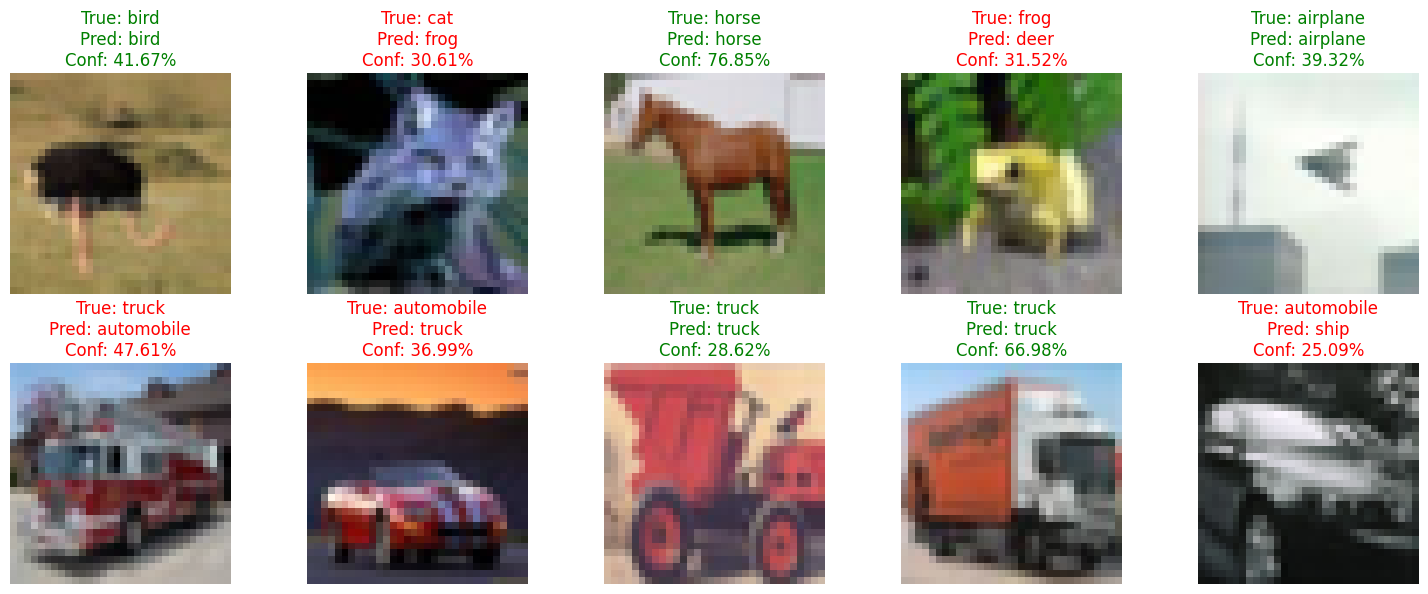 True: bird
Pred: bird
Conf: 41.67%
True: cat
Pred: frog
Conf: 30.61%
True: horse
Pred: horse
Conf: 76.85%
True: frog
Pred: deer
Conf: 31.52%
True: airplane
Pred: airplane
Conf: 39.32%
True: truck
Pred: automobile
Conf: 47.61%
True: automobile
Pred: truck
Conf: 36.99%
True: truck
Pred: truck
Conf: 28.62%
True: truck
Pred: truck
Conf: 66.98%
True: automobile
Pred: ship
Conf: 25.09%